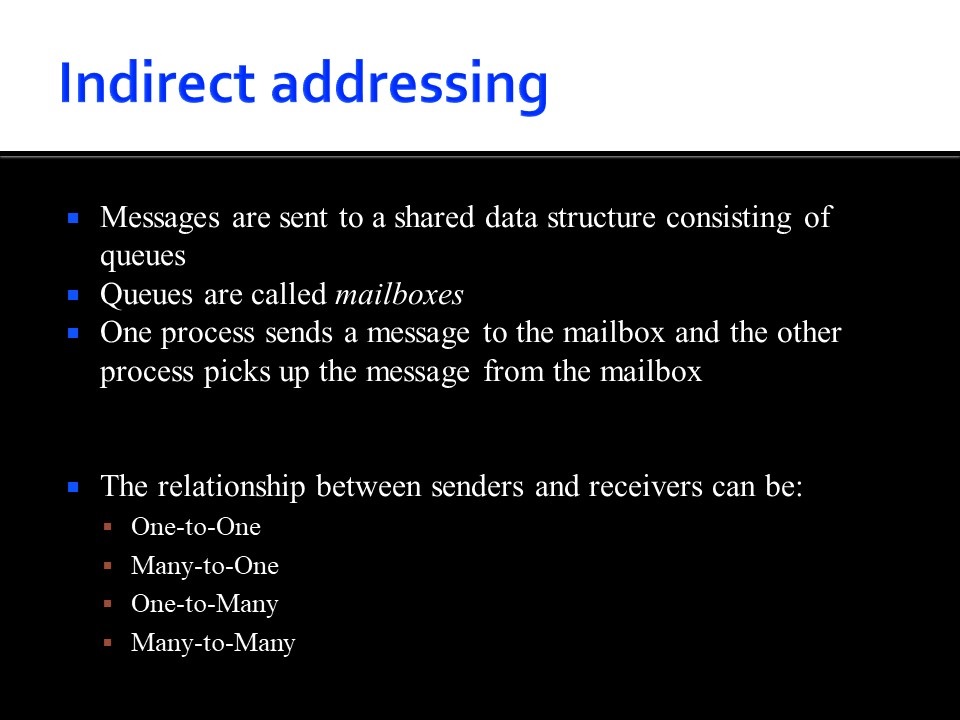 Indirect addressing
Messages are sent to a shared data structure consisting of
queues
Queues are called mailboxes
One process sends a message to the mailbox and the other
process picks up the message from the mailbox
The relationship between senders and receivers can be:
One-to-One
Many-to-One
One-to-Many
Many-to-Many